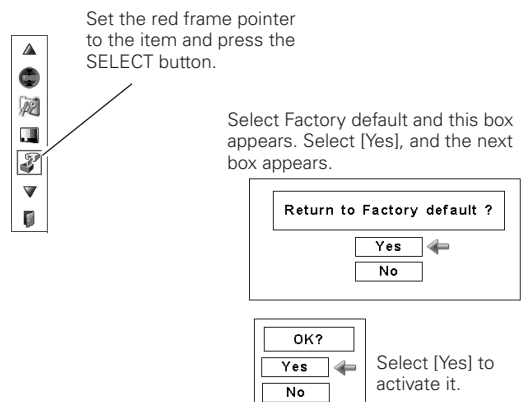 Set the red frame pointer
to the item and press the
SELECT button.
Select Factory default and this box
appears. Select [Yes], and the next
box appears.
Return to Factory default ?
Yes
No
OK?
Yes
No
Select [Yes] to
activate it.